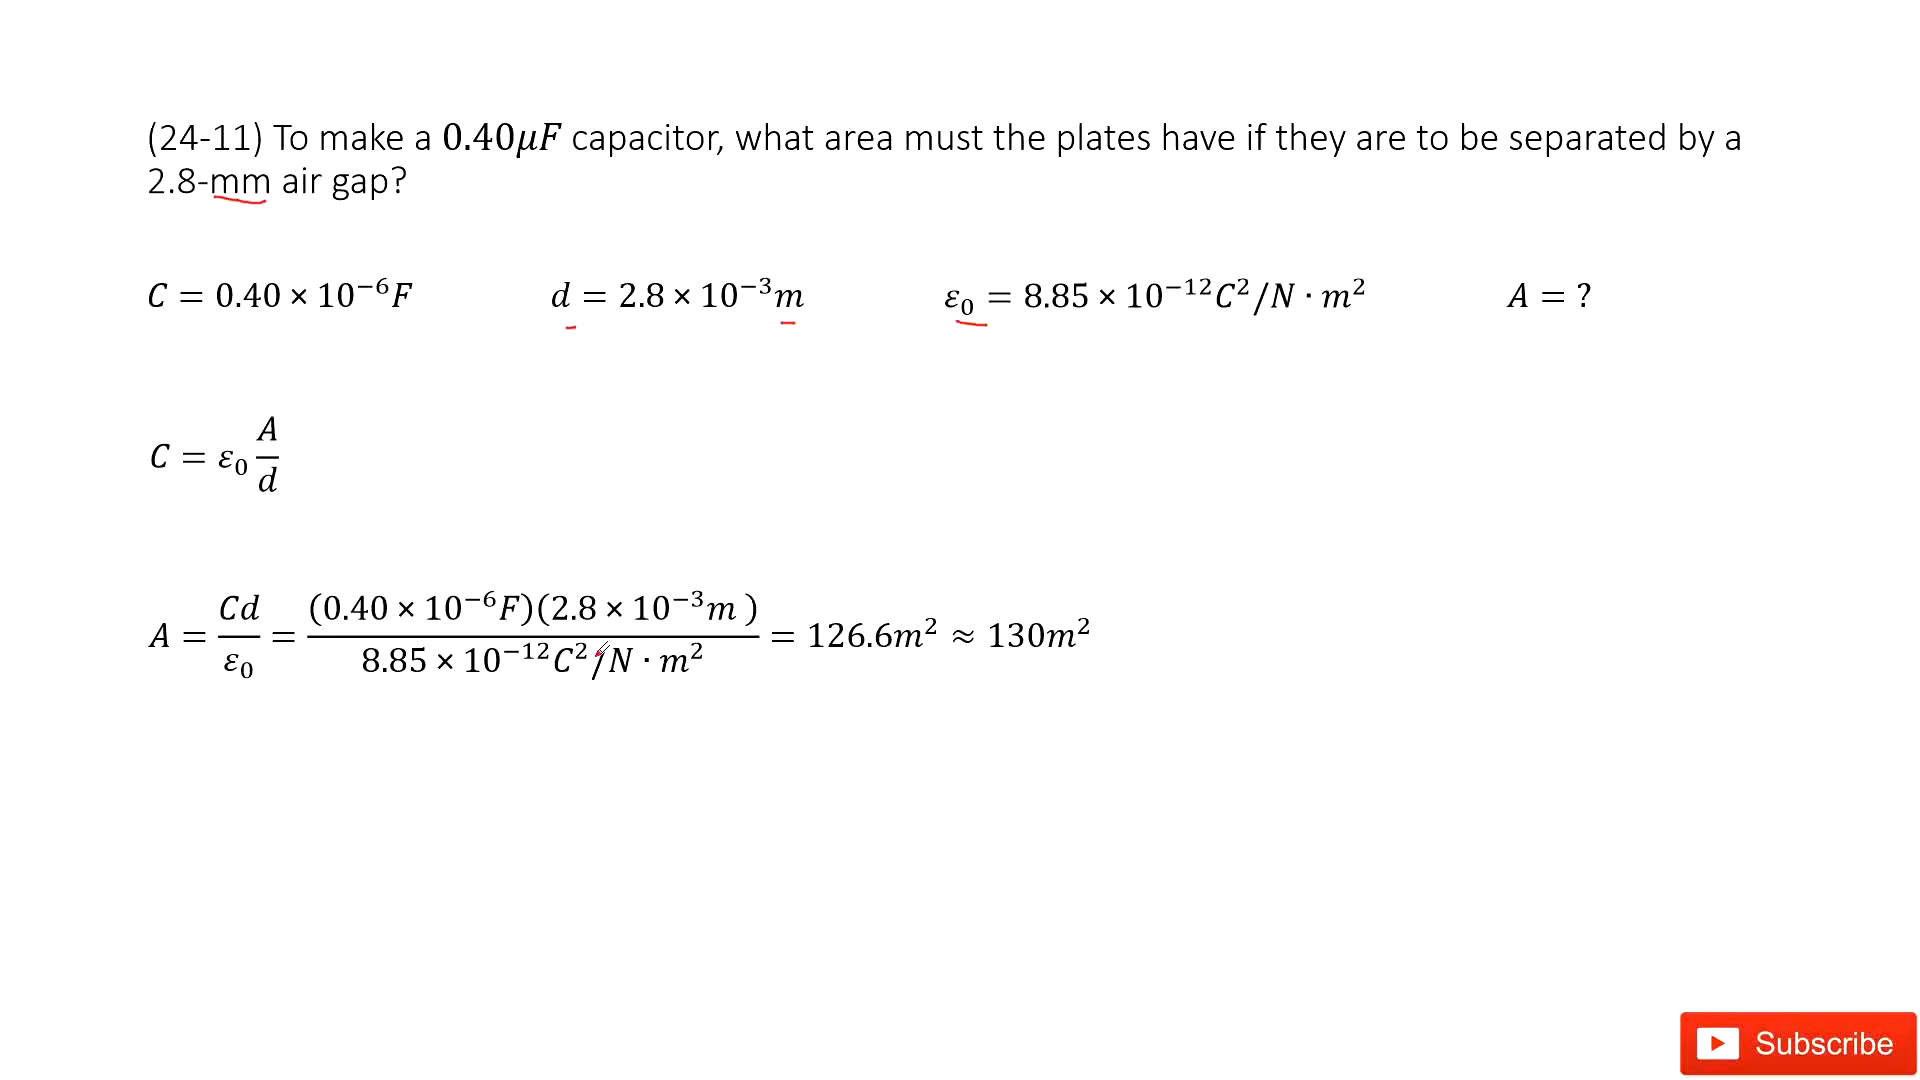 (24-11) To make a 0.40μF capacitor, what area must the plates have if they are to be separated by a
2.8-mm air gap?
C = 0.40 × 10⁻⁶F d = 2.8 × 10⁻³m ε₀ = 8.85 × 10⁻¹²C²/N · m² A = ?
C = ε₀ A/d
A = Cd/ε₀ = (0.40 × 10⁻⁶F)(2.8 × 10⁻³m )/8.85 × 10⁻¹²C²/N · m² = 126.6m² ≈ 130m²
Subscribe